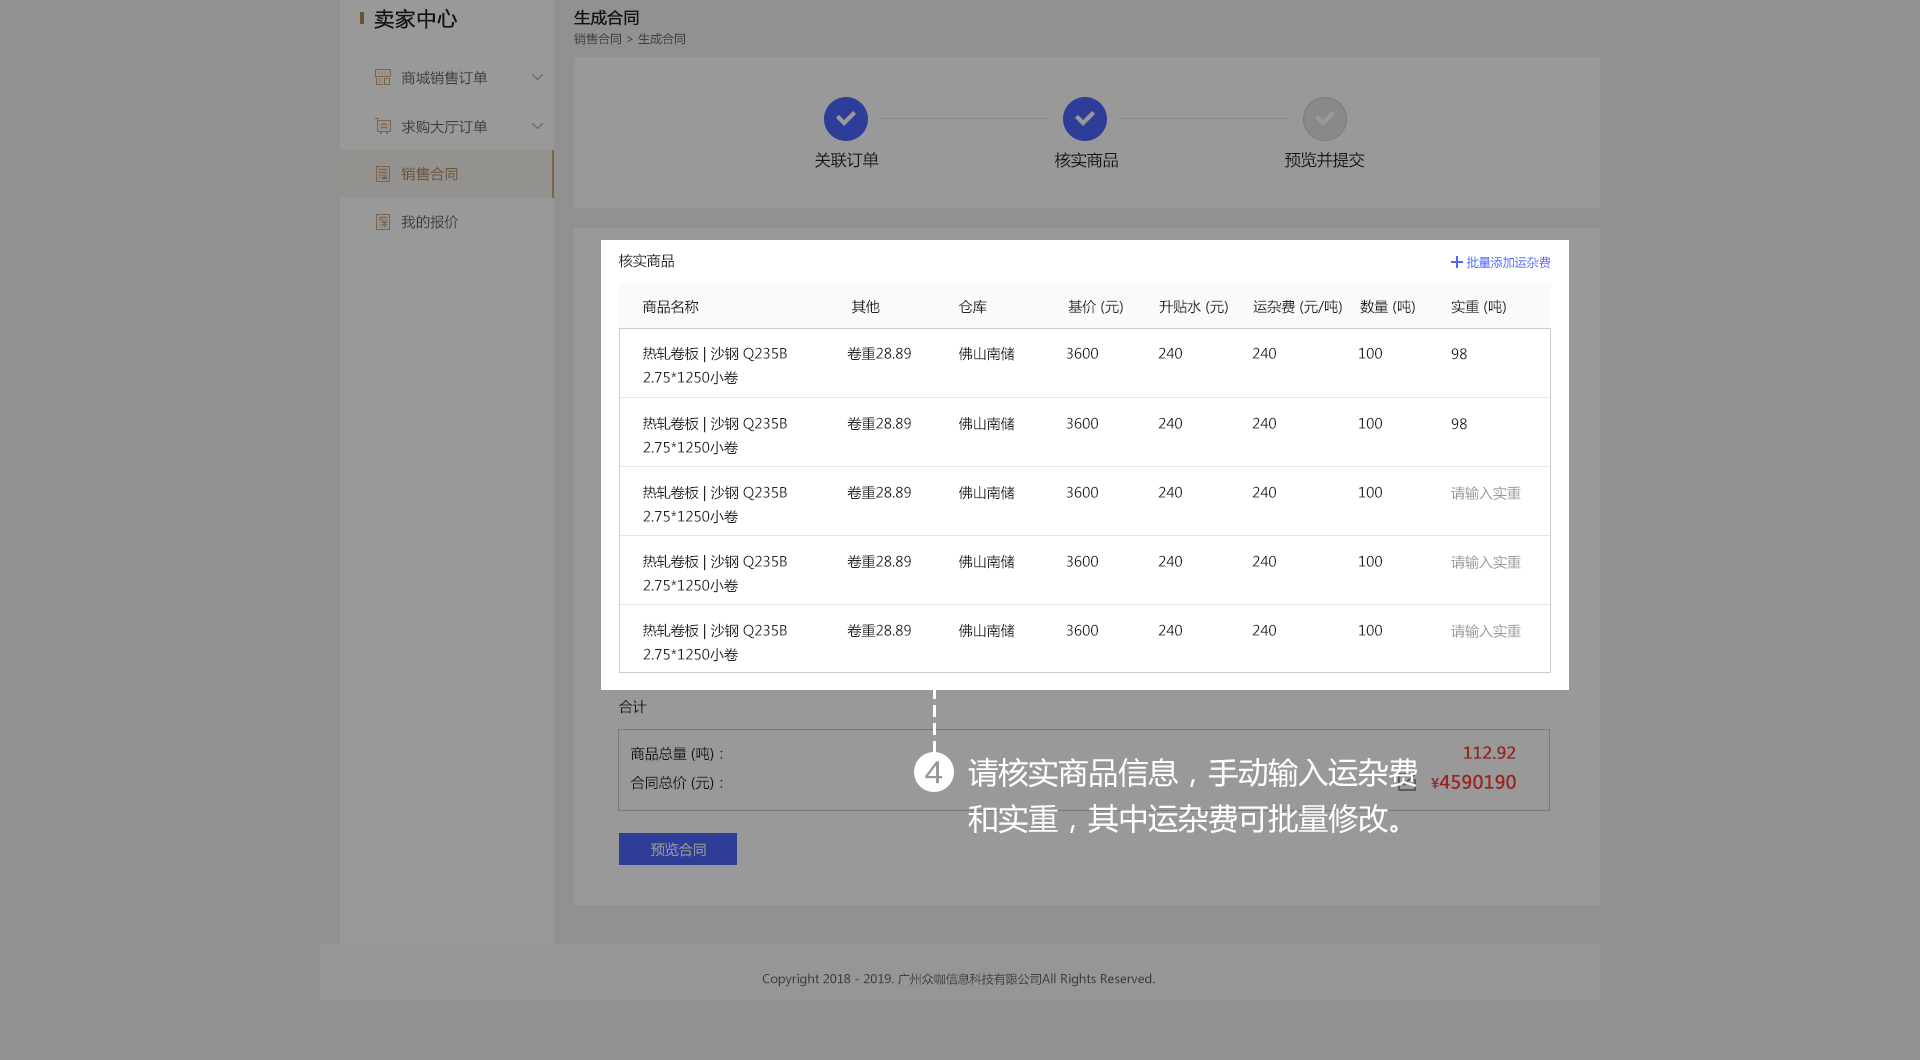 卖家中心
商城销售订单
求购大厅订单
销售合同
我的报价
生成合同
销售合同 > 生成合同
关联订单 核实商品 预览并提交
核实商品 批量添加运杂费
商品名称 其他 仓库 基价 (元) 升贴水 (元) 运杂费 (元/吨) 数量 (吨) 实重 (吨)
热轧卷板 | 沙钢 Q235B 卷重28.89 佛山南储 3600 240 240 100 98
2.75*1250小卷
热轧卷板 | 沙钢 Q235B 卷重28.89 佛山南储 3600 240 240 100 98
2.75*1250小卷
热轧卷板 | 沙钢 Q235B 卷重28.89 佛山南储 3600 240 240 100 请输入实重
2.75*1250小卷
热轧卷板 | 沙钢 Q235B 卷重28.89 佛山南储 3600 240 240 100 请输入实重
2.75*1250小卷
热轧卷板 | 沙钢 Q235B 卷重28.89 佛山南储 3600 240 240 100 请输入实重
2.75*1250小卷
合计
商品总量 (吨)： 112.92
合同总价 (元)： ¥4590190
4 请核实商品信息，手动输入运杂费
和实重，其中运杂费可批量修改。
预览合同
Copyright 2018 - 2019. 广州众咖信息科技有限公司All Rights Reserved.